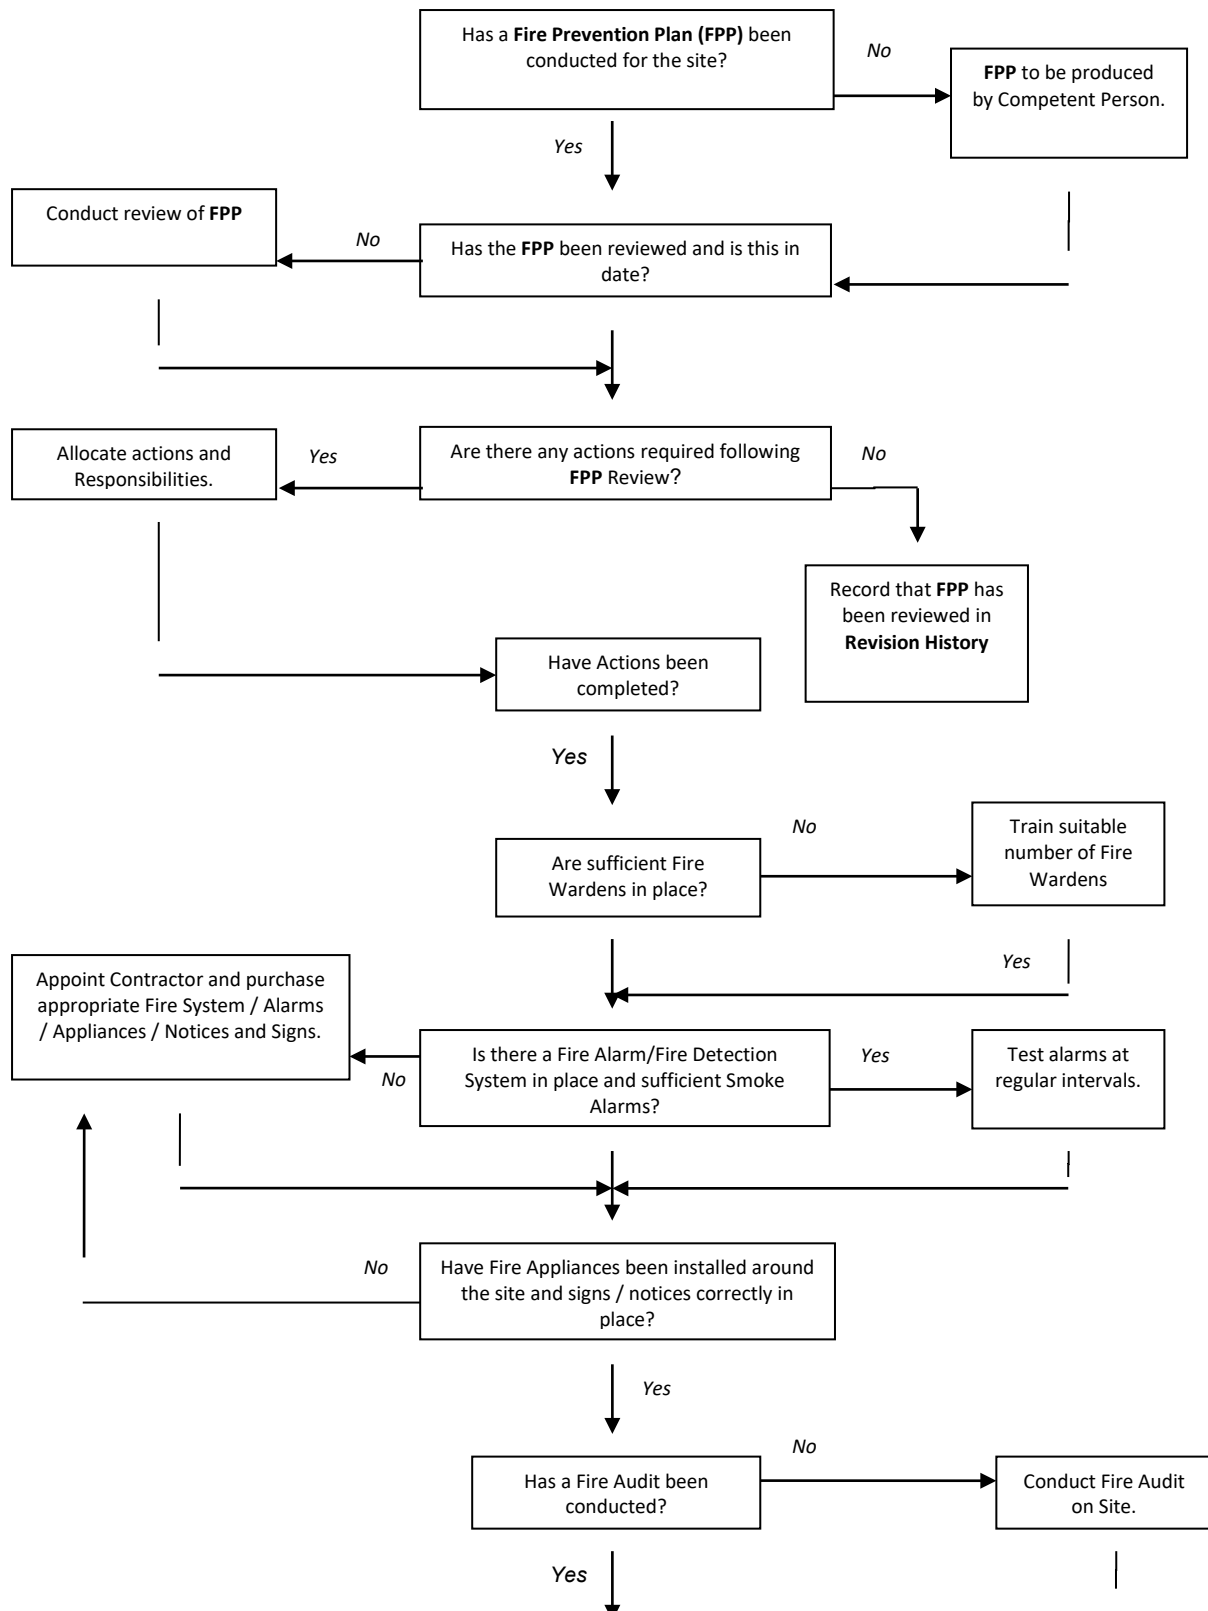 Has a Fire Prevention Plan (FPP) been
conducted for the site?
No
FPP to be produced
by Competent Person.
Yes
Conduct review of FPP
No
Has the FPP been reviewed and is this in
date?
Allocate actions and
Responsibilities.
Yes
Are there any actions required following
FPP Review?
No
Record that FPP has
been reviewed in
Revision History
Have Actions been
completed?
Yes
Are sufficient Fire
Wardens in place?
No
Train suitable
number of Fire
Wardens
Yes
Appoint Contractor and purchase
appropriate Fire System / Alarms
/ Appliances / Notices and Signs.
No
Is there a Fire Alarm/Fire Detection
System in place and sufficient Smoke
Alarms?
Yes
Test alarms at
regular intervals.
No
Have Fire Appliances been installed around
the site and signs / notices correctly in
place?
Yes
Has a Fire Audit been
conducted?
No
Conduct Fire Audit
on Site.
Yes